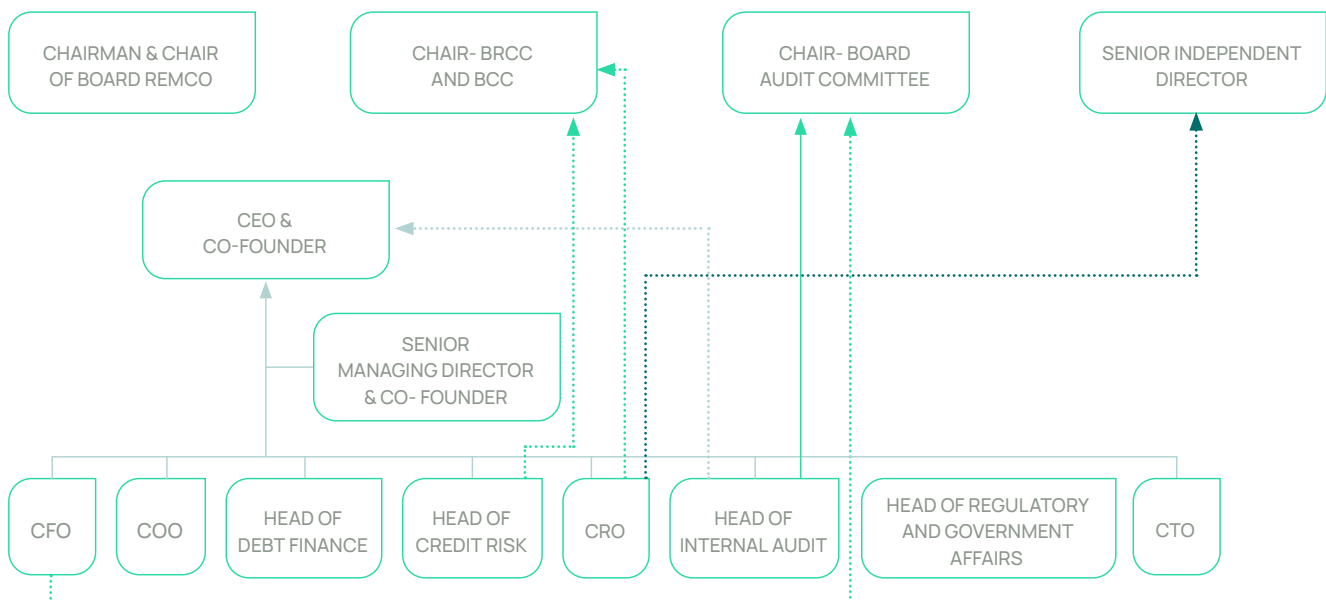 CHAIRMAN & CHAIR
OF BOARD REMCO
CHAIR- BRCC
AND BCC
CHAIR- BOARD
AUDIT COMMITTEE
SENIOR INDEPENDENT
DIRECTOR
CEO &
CO-FOUNDER
SENIOR
MANAGING DIRECTOR
& CO- FOUNDER
CFO
COO
HEAD OF
DEBT FINANCE
HEAD OF
CREDIT RISK
CRO
HEAD OF
INTERNAL AUDIT
HEAD OF REGULATORY
AND GOVERNMENT
AFFAIRS
CTO